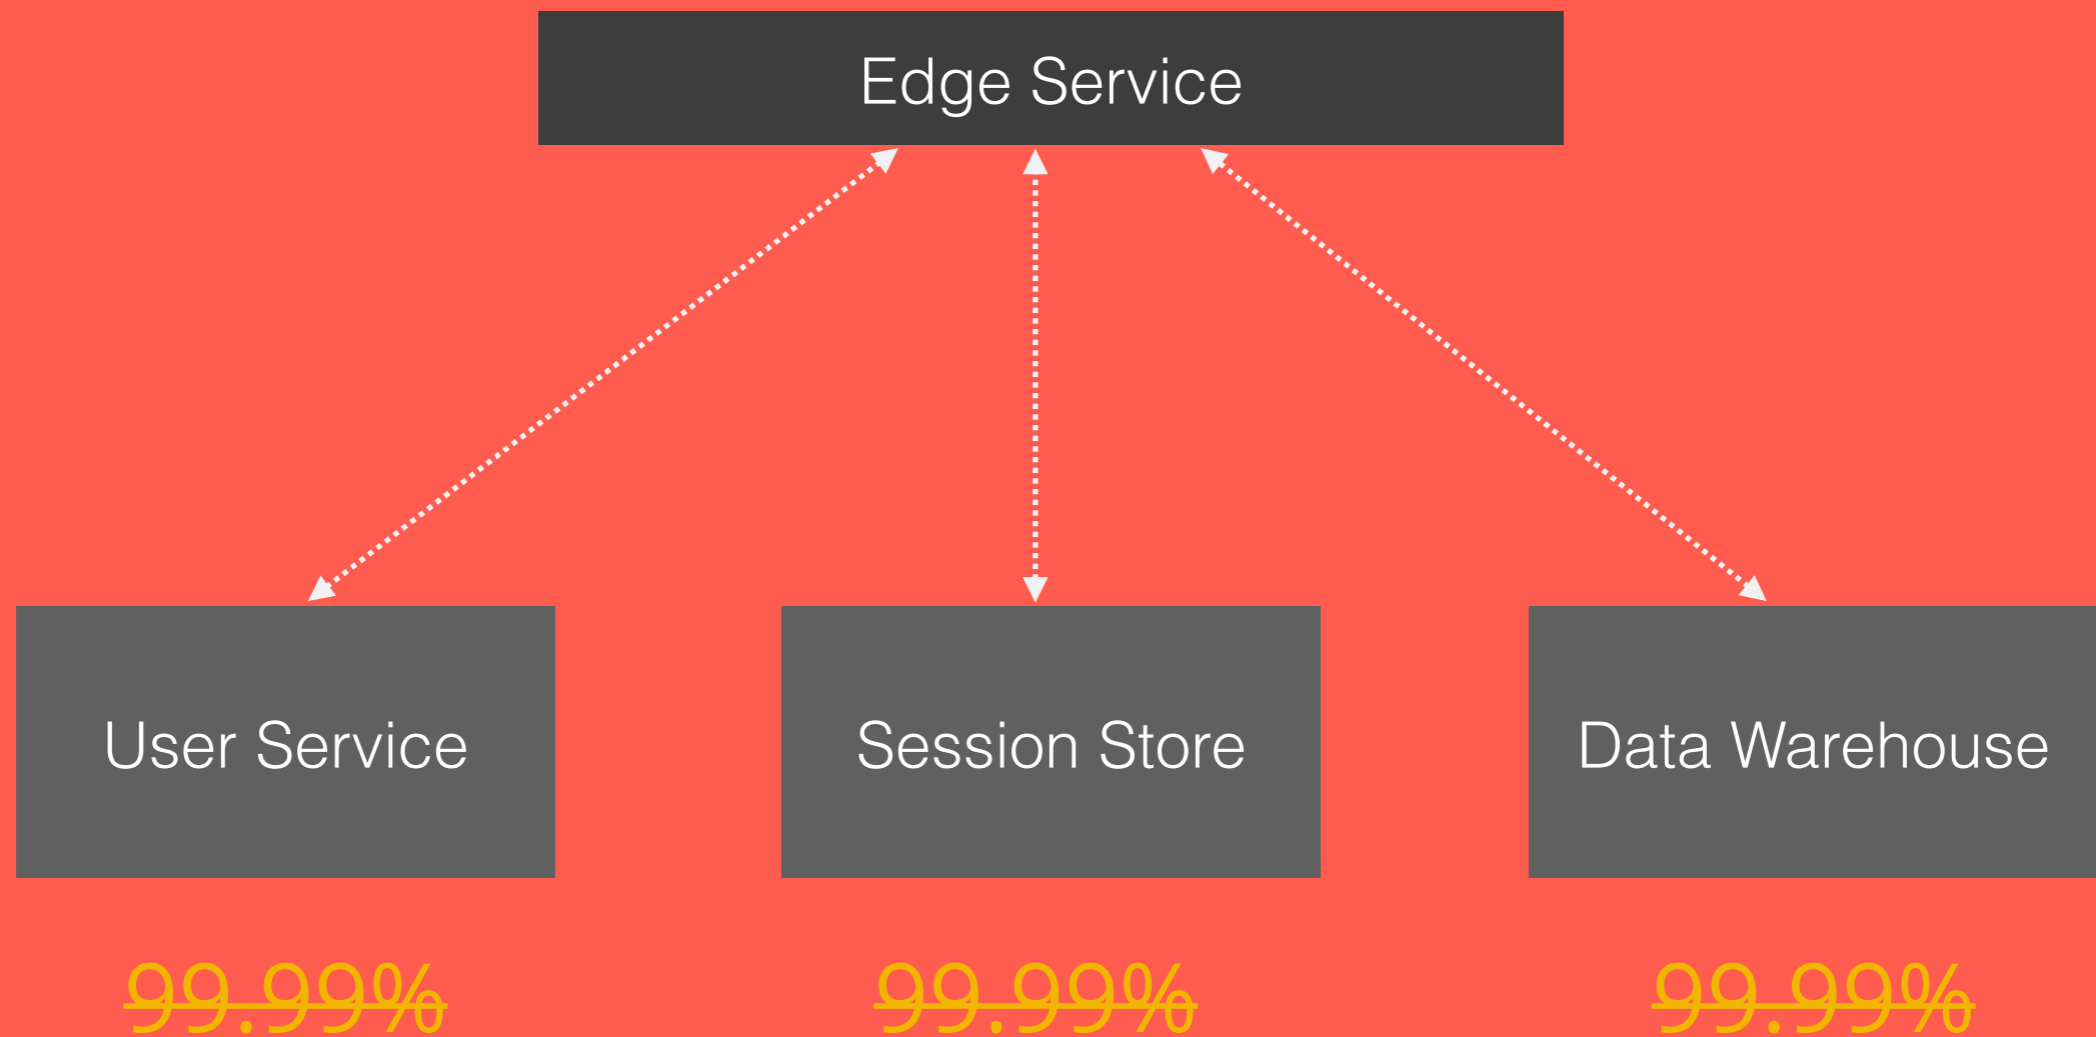 Edge Service
User Service
Session Store
Data Warehouse
99.99%
99.99%
99.99%